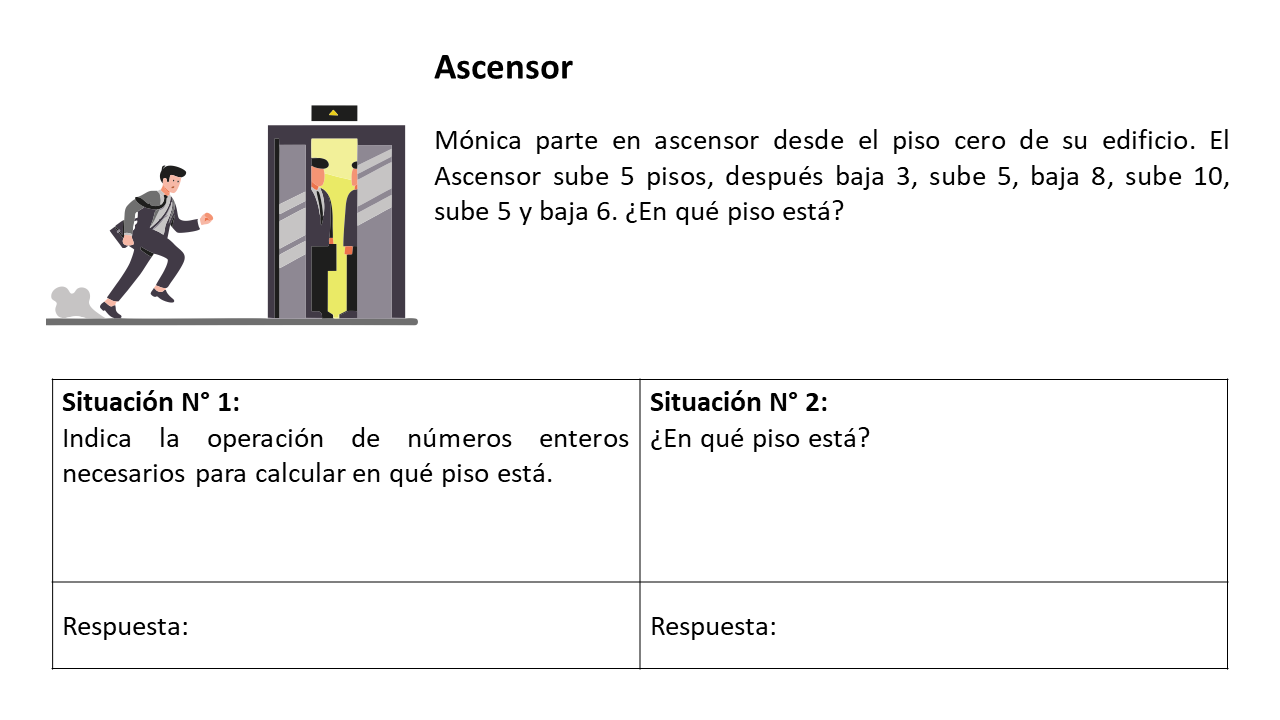 Ascensor
Mónica parte en ascensor desde el piso cero de su edificio. El
Ascensor sube 5 pisos, después baja 3, sube 5, baja 8, sube 10,
sube 5 y baja 6. ¿En qué piso está?
Situación N° 1:
Indica la operación de números enteros
necesarios para calcular en qué piso está.
Situación N° 2:
¿En qué piso está?
Respuesta:
Respuesta: